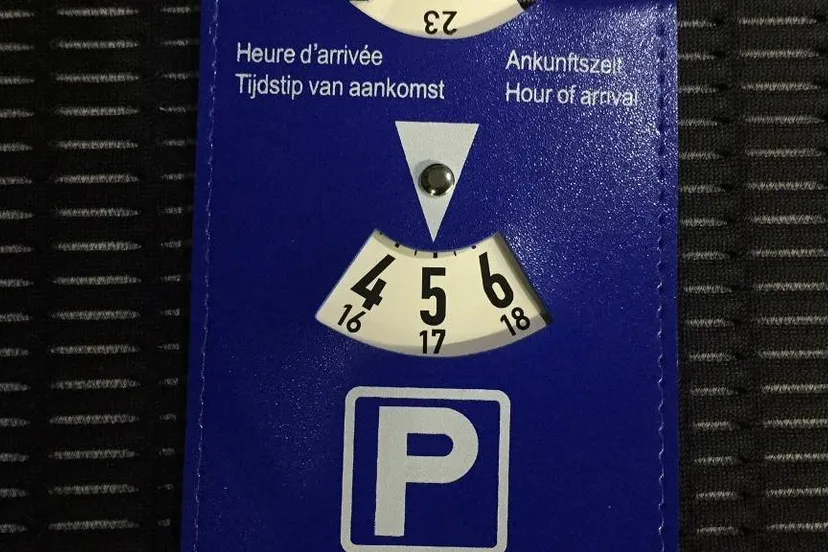 23
Heure d'arrivée
Tijdstip van aankomst
Ankunftszeit
Hour of arrival
4 5 6
16 17 18
P